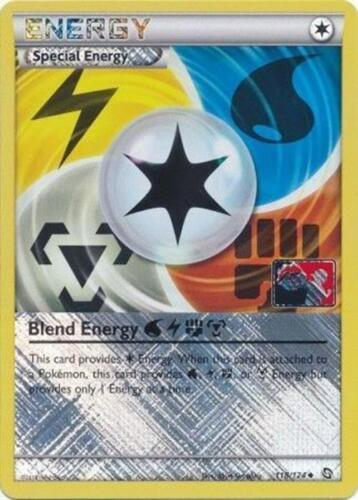 ENERGY
Special Energy
Blend Energy
This card provides Energy. When this card is attached
to a Pokémon, this card provides , , , or Energy but
provides only 1 Energy at a time.
118/124